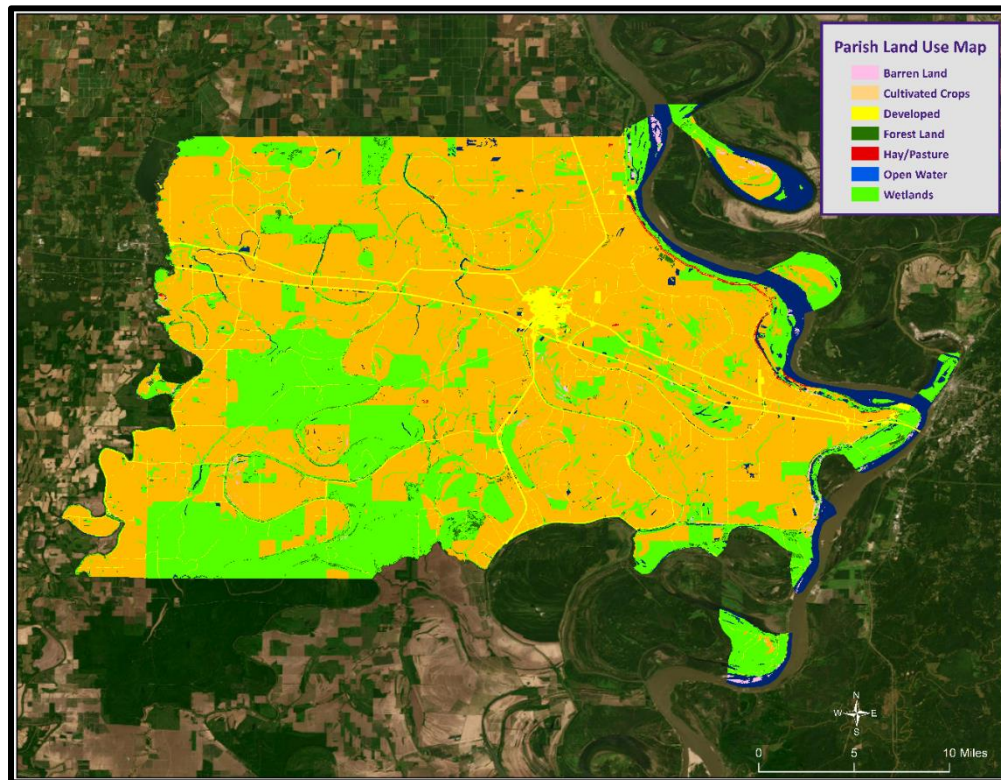 Parish Land Use Map
Barren Land
Cultivated Crops
Developed
Forest Land
Hay/Pasture
Open Water
Wetlands
N
W E
S
0 5 10 Miles